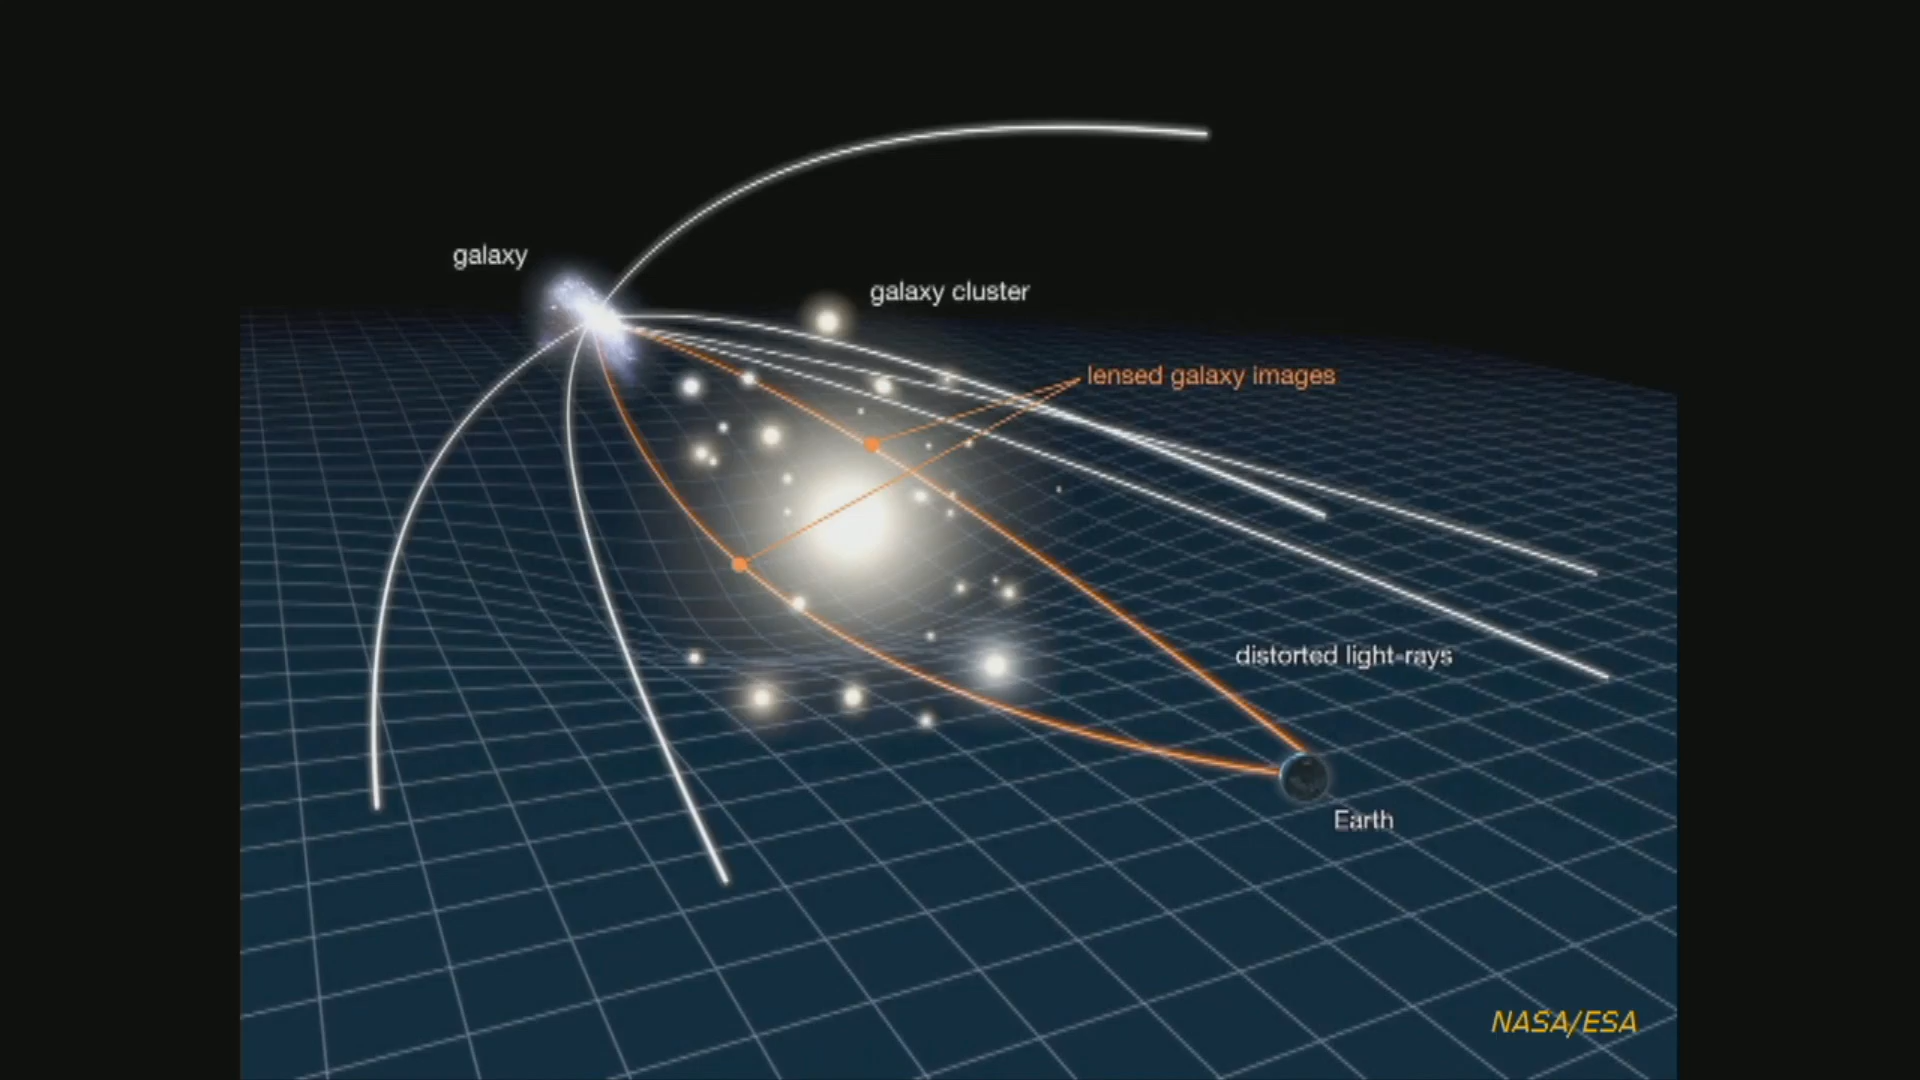 galaxy
galaxy cluster
lensed galaxy images
distorted light-rays
Earth
NASA/ESA